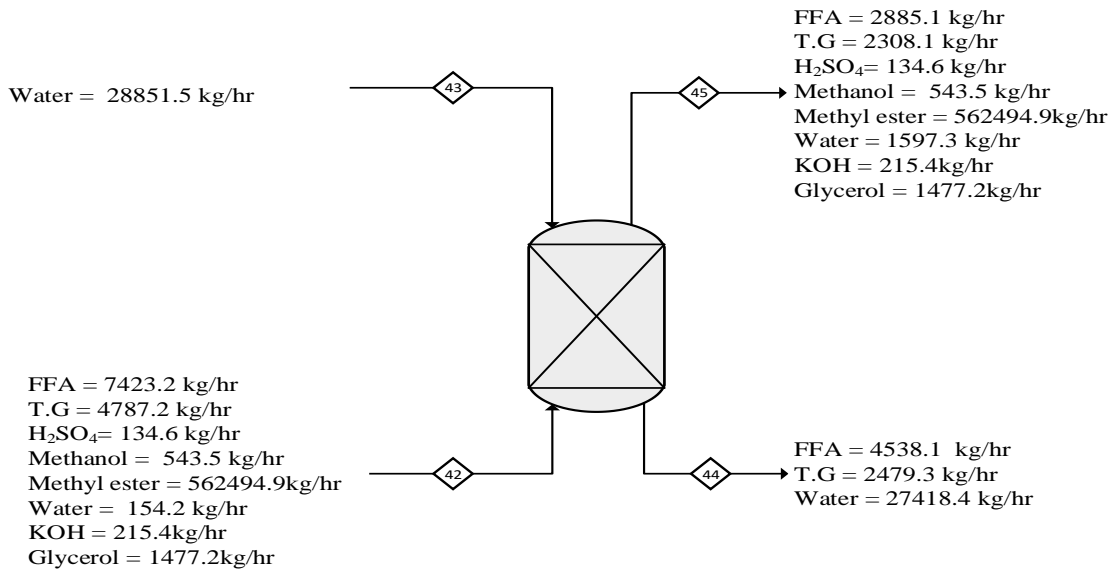 Water = 28851.5 kg/hr
43
45
FFA = 2885.1 kg/hr
T.G = 2308.1 kg/hr
H₂SO₄= 134.6 kg/hr
Methanol = 543.5 kg/hr
Methyl ester = 562494.9kg/hr
Water = 1597.3 kg/hr
KOH = 215.4kg/hr
Glycerol = 1477.2kg/hr
FFA = 7423.2 kg/hr
T.G = 4787.2 kg/hr
H₂SO₄= 134.6 kg/hr
Methanol = 543.5 kg/hr
Methyl ester = 562494.9kg/hr
Water = 154.2 kg/hr
KOH = 215.4kg/hr
Glycerol = 1477.2kg/hr
42
44
FFA = 4538.1 kg/hr
T.G = 2479.3 kg/hr
Water = 27418.4 kg/hr